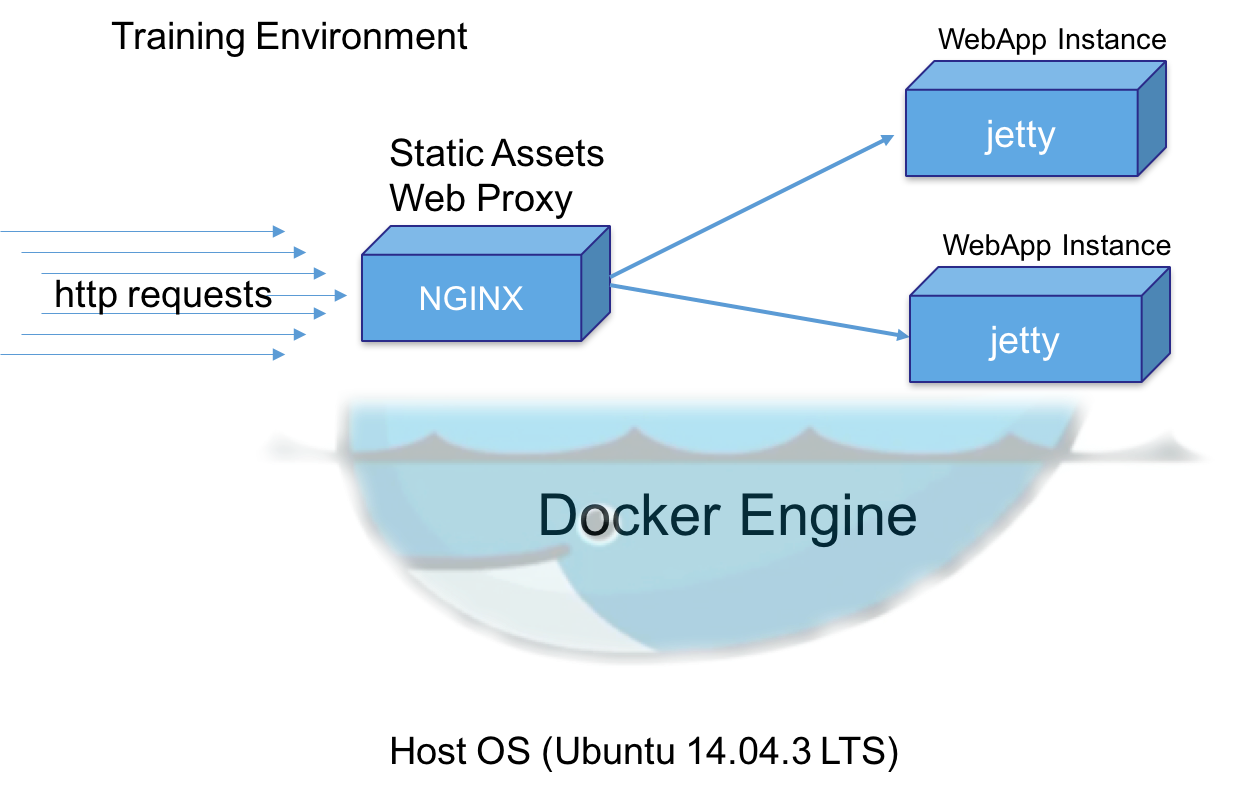 Training Environment
WebApp Instance
jetty
Static Assets
Web Proxy
WebApp Instance
http requests
NGINX
jetty
Docker Engine
Host OS (Ubuntu 14.04.3 LTS)